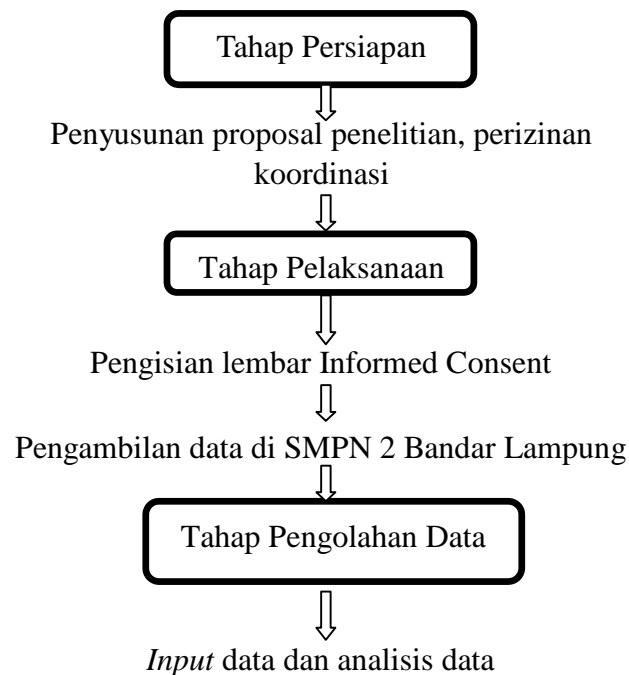 Tahap Persiapan
Penyusunan proposal penelitian, perizinan
koordinasi
Tahap Pelaksanaan
Pengisian lembar Informed Consent
Pengambilan data di SMPN 2 Bandar Lampung
Tahap Pengolahan Data
Input data dan analisis data